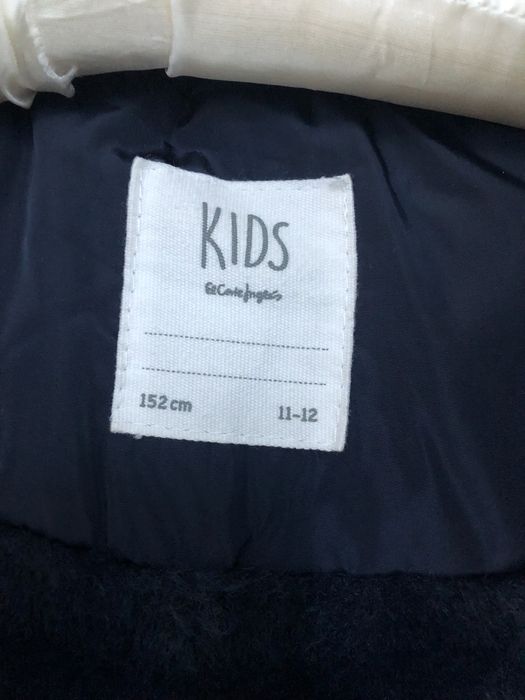 KIDS
El Corte Inglés
152 cm 11-12